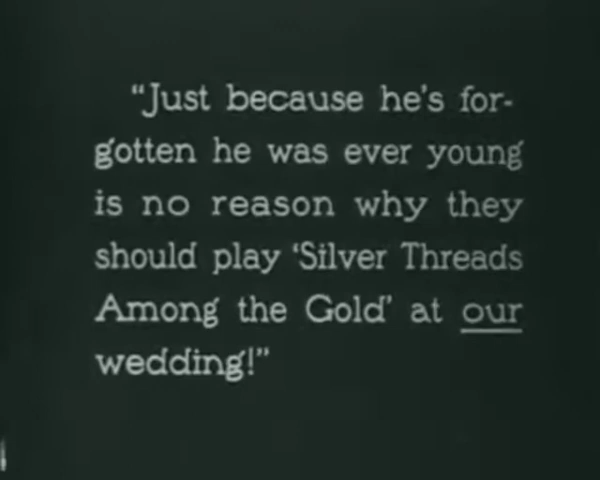 "Just because he's for-
gotten he was ever young
is no reason why they
should play 'Silver Threads
Among the Gold' at our
wedding!"